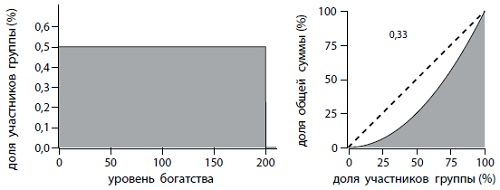 доля участников группы (%)
0,6
0,5
0,4
0,3
0,2
0,1
0,0
0 50 100 150 200
уровень богатства
доля общей суммы (%)
100
75
50
25
0
0,33
0 25 50 75 100
доля участников группы (%)